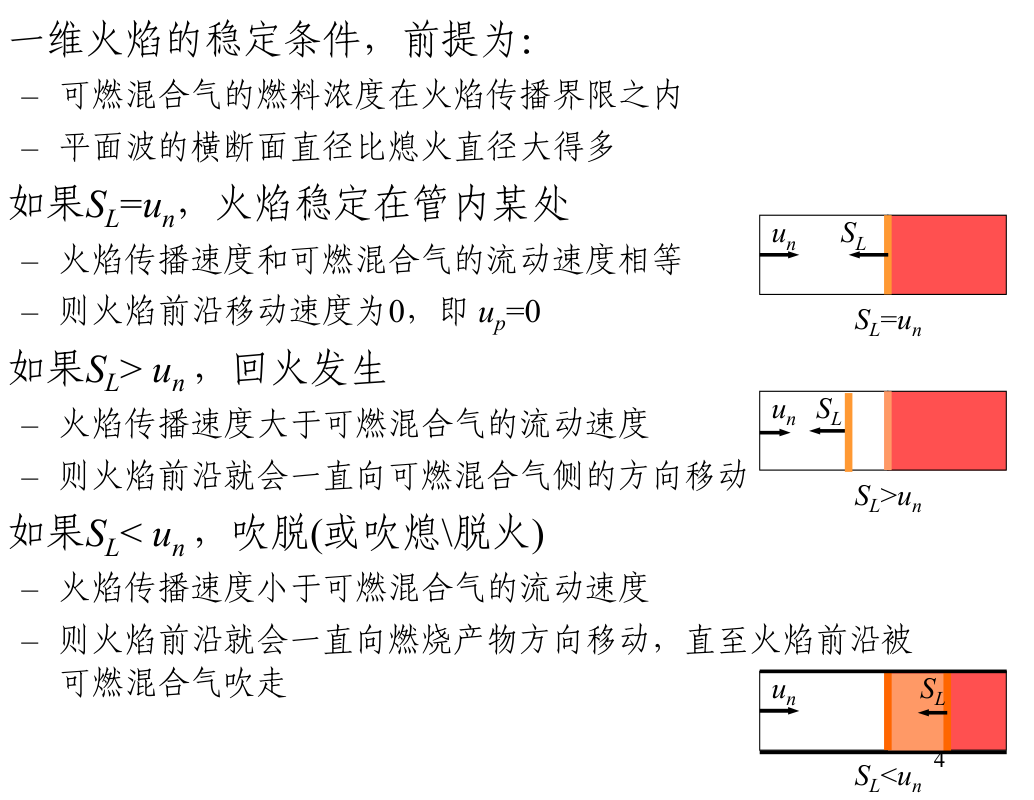 一维火焰的稳定条件，前提为：
– 可燃混合气的燃料浓度在火焰传播界限之内
– 平面波的横断面直径比熄火直径大得多
如果S_L=u_n，火焰稳定在管内某处
– 火焰传播速度和可燃混合气的流动速度相等
– 则火焰前沿移动速度为0，即 u_p=0
u_n S_L
S_L=u_n
如果S_L> u_n ，回火发生
– 火焰传播速度大于可燃混合气的流动速度
– 则火焰前沿就会一直向可燃混合气侧的方向移动
u_n S_L
S_L>u_n
如果S_L< u_n ，吹脱(或吹熄\脱火)
– 火焰传播速度小于可燃混合气的流动速度
– 则火焰前沿就会一直向燃烧产物方向移动，直至火焰前沿被
可燃混合气吹走
u_n S_L
4
S_L<u_n